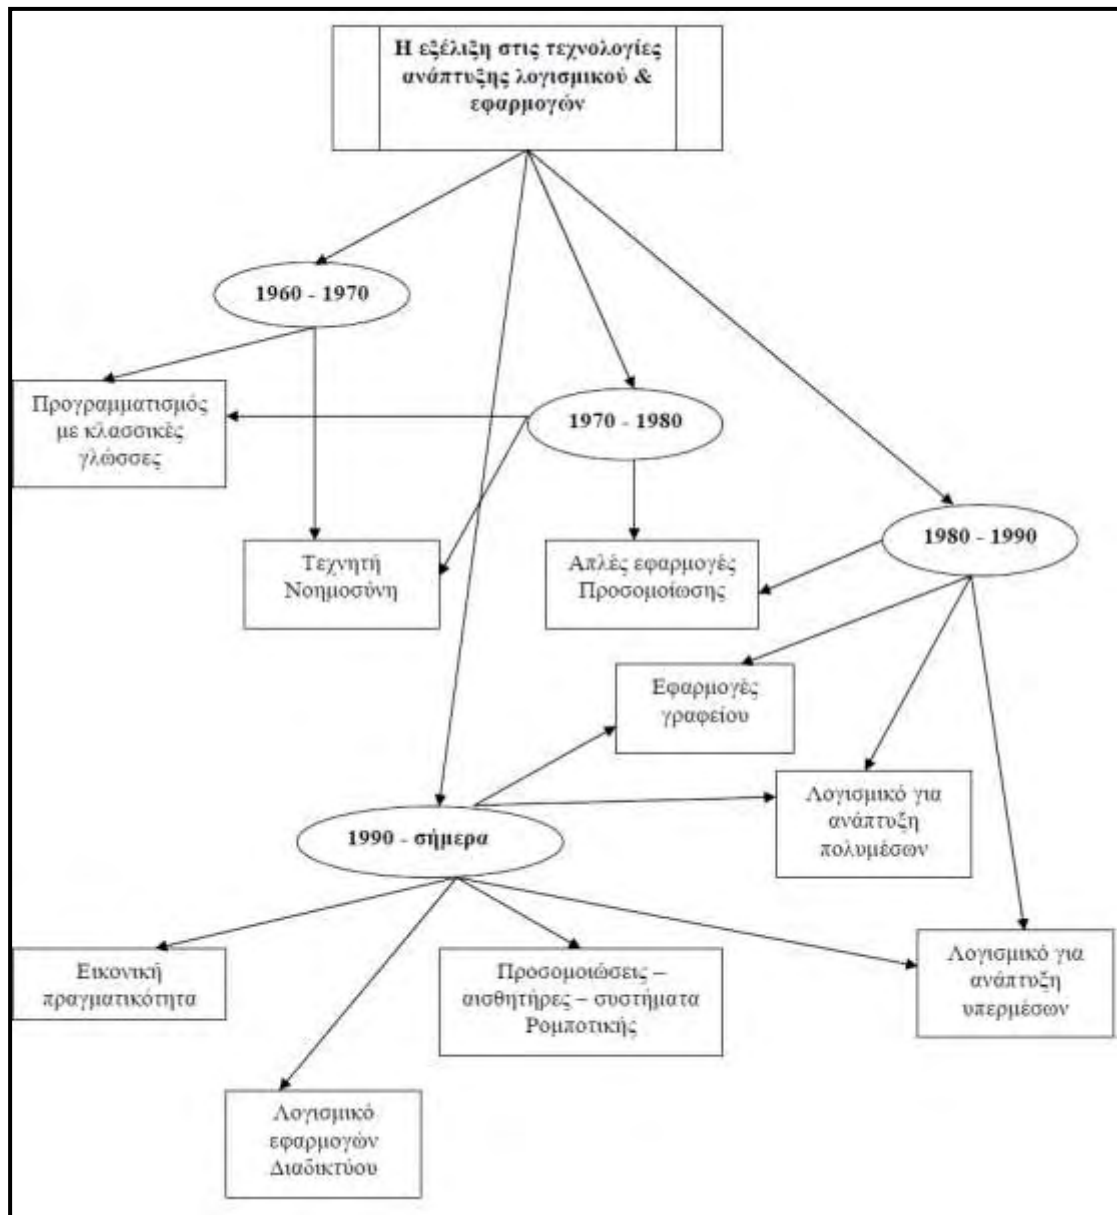 Η εξέλιξη στις τεχνολογίες
ανάπτυξης λογισμικού &
εφαρμογών
1960 - 1970
Προγραμματισμός
με κλασσικές
γλώσσες
1970 - 1980
1980 - 1990
Τεχνητή
Νοημοσύνη
Απλές εφαρμογές
Προσομοίωσης
Εφαρμογές
γραφείου
Λογισμικό για
ανάπτυξη
πολυμέσων
1990 - σήμερα
Εικονική
πραγματικότητα
Προσομοιώσεις –
αισθητήρες – συστήματα
Ρομποτικής
Λογισμικό για
ανάπτυξη
υπερμέσων
Λογισμικό
εφαρμογών
Διαδικτύου